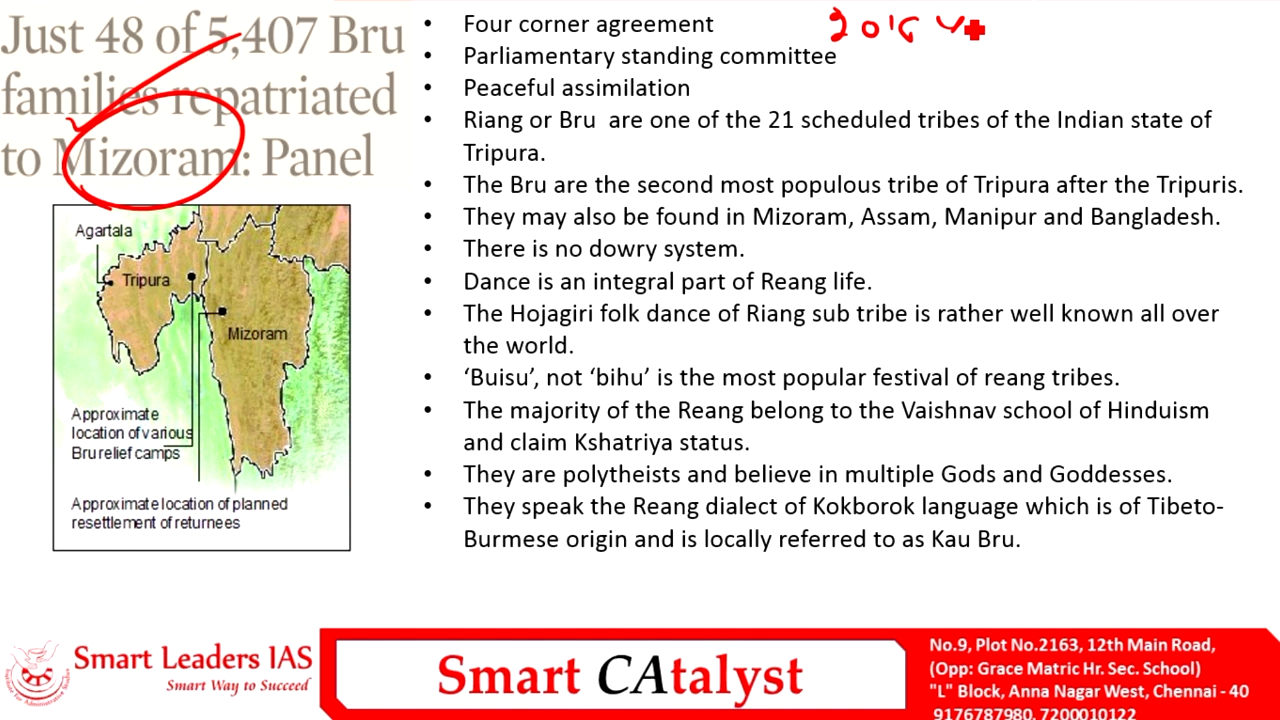 Just 48 of 5,407 Bru
families repatriated
to Mizoram: Panel
Agartala
Tripura
Mizoram
Approximate
location of various
Bru relief camps
Approximate location of planned
resettlement of returnees
• Four corner agreement
• Parliamentary standing committee
• Peaceful assimilation
• Riang or Bru are one of the 21 scheduled tribes of the Indian state of
Tripura.
• The Bru are the second most populous tribe of Tripura after the Tripuris.
• They may also be found in Mizoram, Assam, Manipur and Bangladesh.
• There is no dowry system.
• Dance is an integral part of Reang life.
• The Hojagiri folk dance of Riang sub tribe is rather well known all over
the world.
• ‘Buisu’, not ‘bihu’ is the most popular festival of reang tribes.
• The majority of the Reang belong to the Vaishnav school of Hinduism
and claim Kshatriya status.
• They are polytheists and believe in multiple Gods and Goddesses.
• They speak the Reang dialect of Kokborok language which is of Tibeto-
Burmese origin and is locally referred to as Kau Bru.
Smart Leaders IAS
Smart Way to Succeed
Smart CAtalyst
No.9, Plot No.2163, 12th Main Road,
(Opp: Grace Matric Hr. Sec. School)
"L" Block, Anna Nagar West, Chennai - 40
9176787980, 7200010122